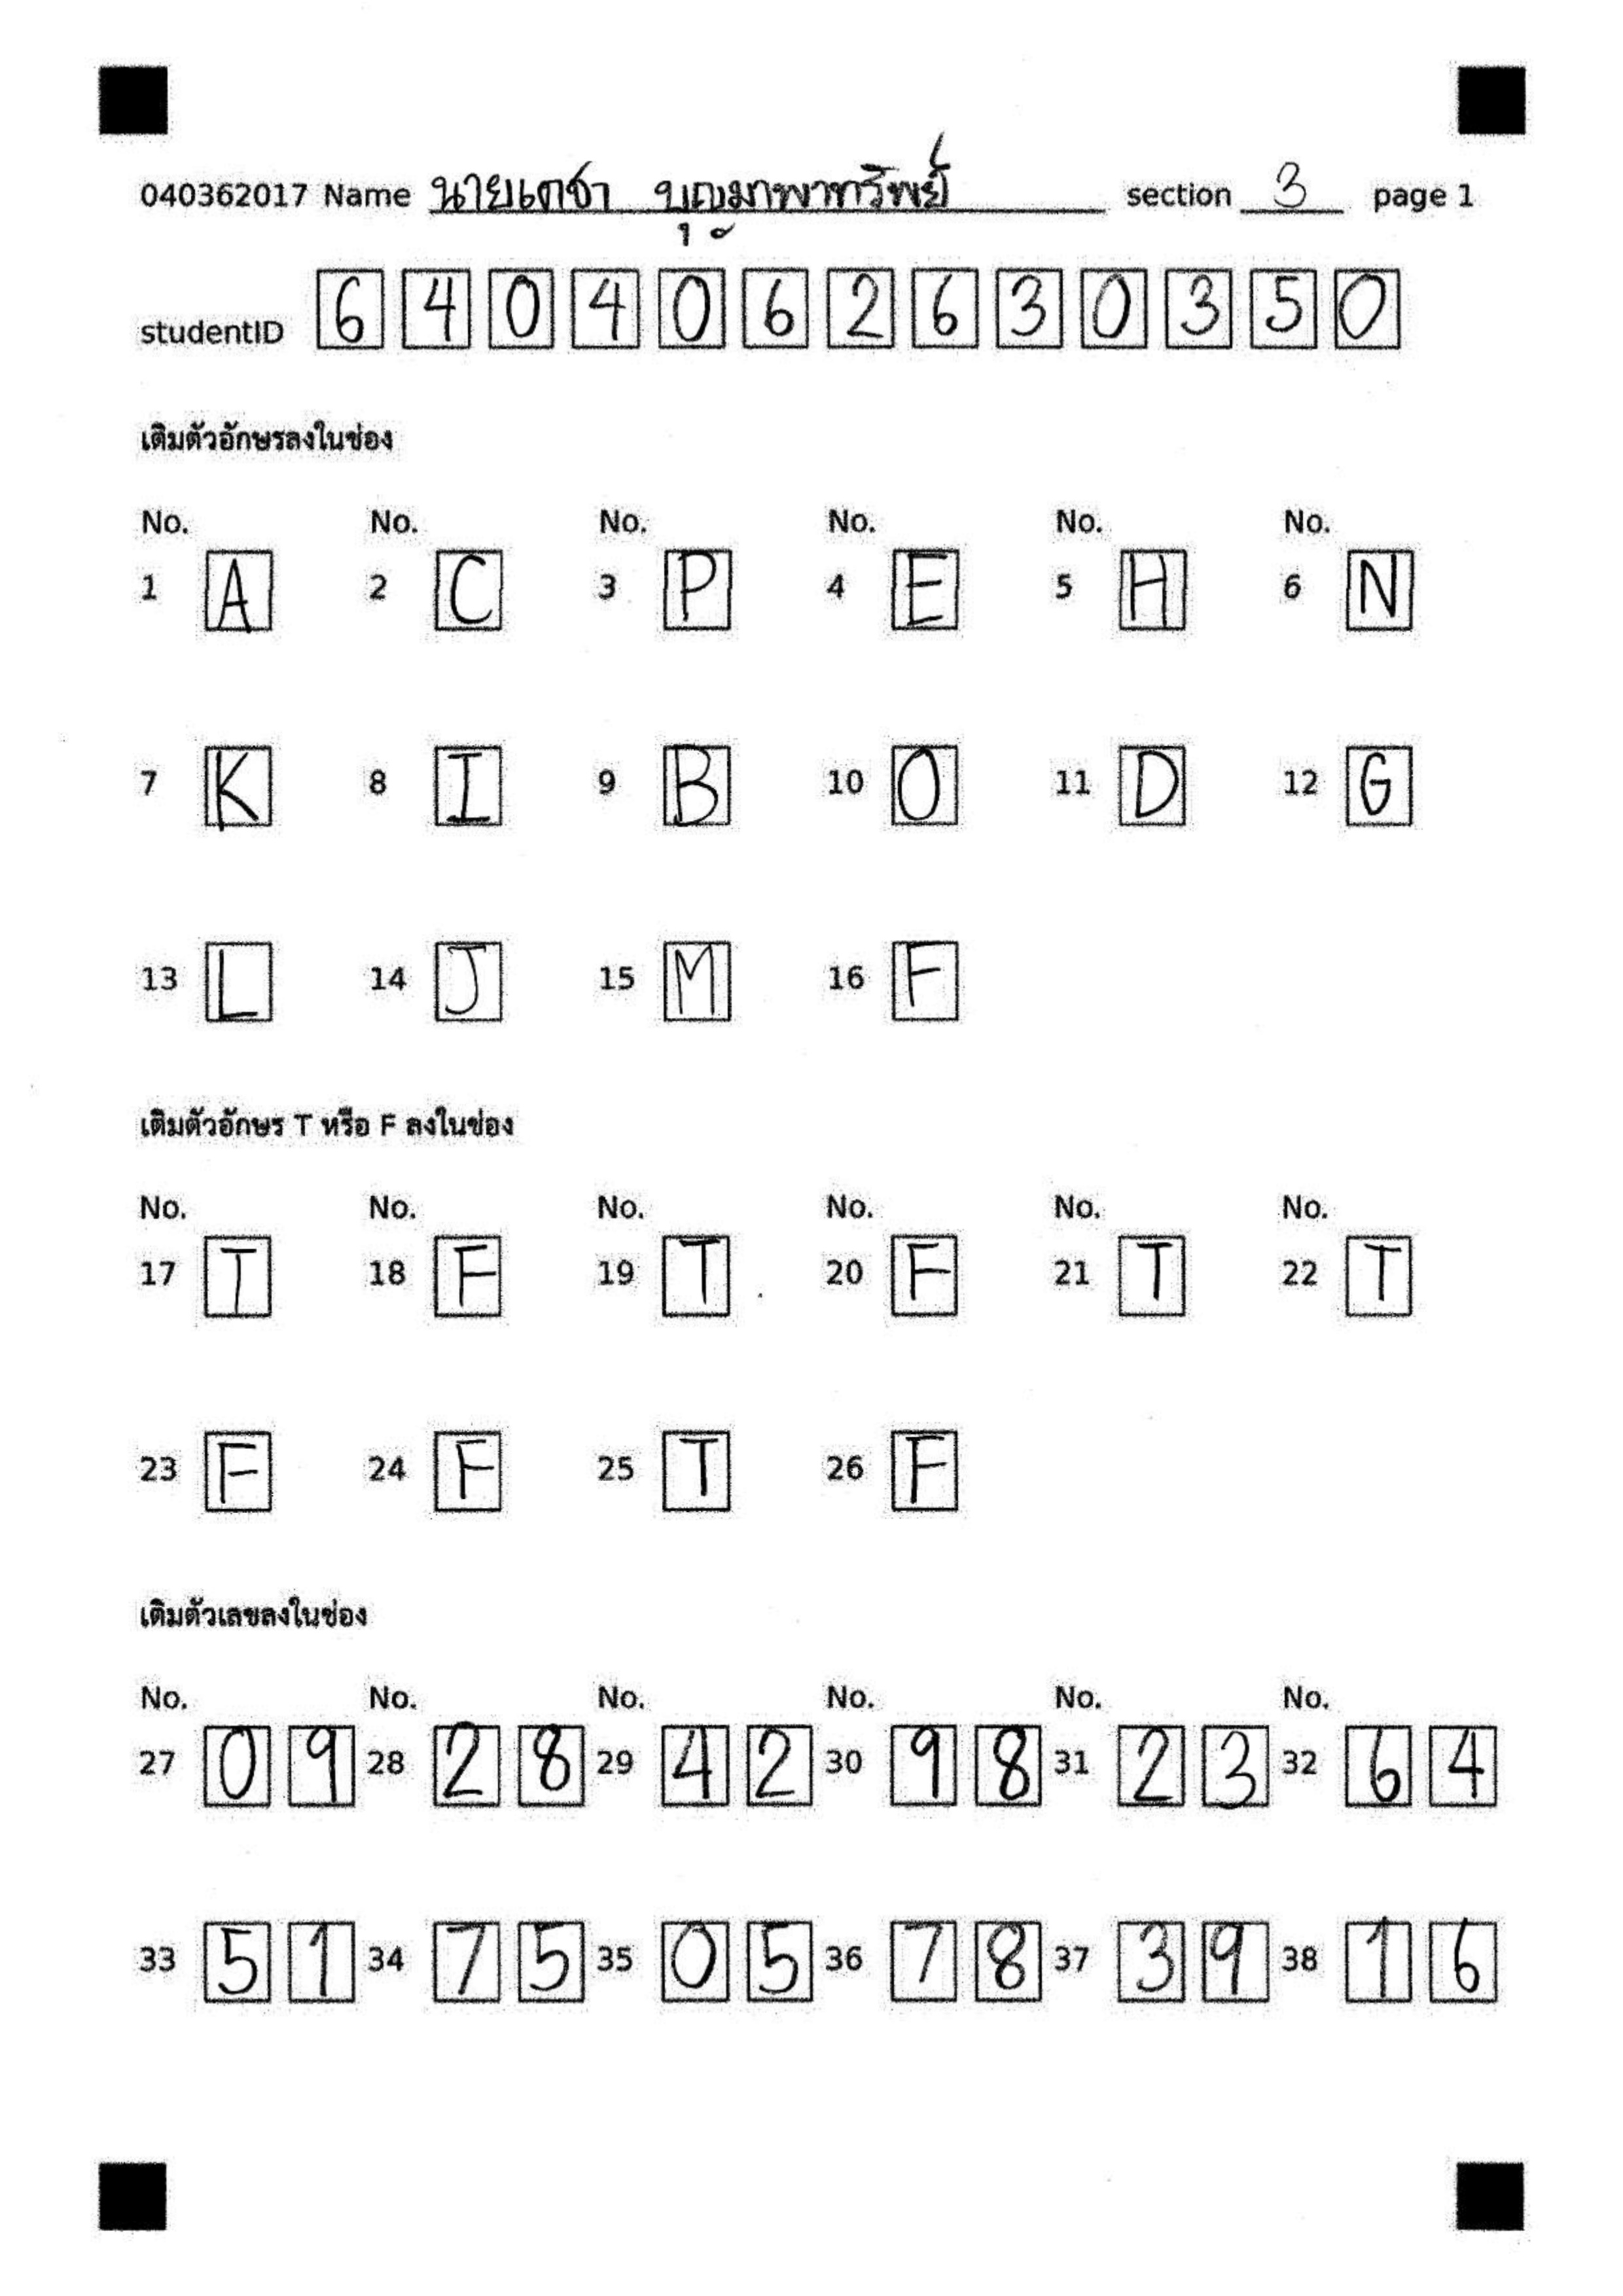 040362017 Name นายเดชา บุญมาพาทรัพย์ section 3 page 1
studentID 6 4 0 4 0 6 2 6 3 0 3 5 0
เติมตัวอักษรลงในช่อง
No. No. No. No. No. No.
1 A 2 C 3 P 4 E 5 H 6 N
7 K 8 I 9 B 10 O 11 D 12 G
13 L 14 J 15 M 16 F
เติมตัวอักษร T หรือ F ลงในช่อง
No. No. No. No. No. No.
17 T 18 F 19 T 20 F 21 T 22 T
23 F 24 F 25 T 26 F
เติมตัวเลขลงในช่อง
No. No. No. No. No. No.
27 0 9 28 2 8 29 4 2 30 9 8 31 2 3 32 6 4
33 5 1 34 7 5 35 0 5 36 7 8 37 3 9 38 1 6